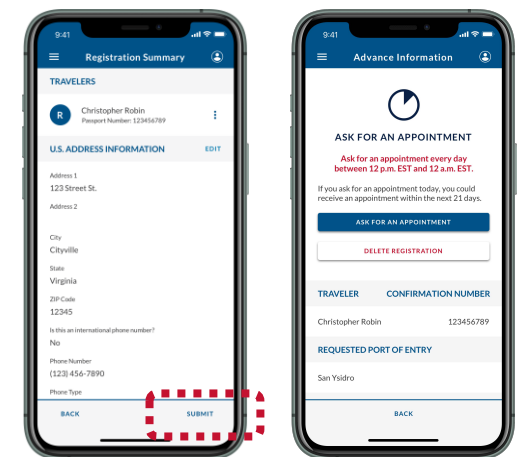 9:41
Registration Summary
TRAVELERS
R
Christopher Robin
Passport Number: 123456789
U.S. ADDRESS INFORMATION EDIT
Address 1
123 Street St.
Address 2
City
Cityville
State
Virginia
ZIP Code
12345
Is this an international phone number?
No
Phone Number
(123) 456-7890
Phone Type
BACK SUBMIT
9:41
Advance Information
ASK FOR AN APPOINTMENT
Ask for an appointment every day
between 12 p.m. EST and 12 a.m. EST.
If you ask for an appointment today, you could
receive an appointment within the next 21 days.
ASK FOR AN APPOINTMENT
DELETE REGISTRATION
TRAVELER CONFIRMATION NUMBER
Christopher Robin 123456789
REQUESTED PORT OF ENTRY
San Ysidro
BACK